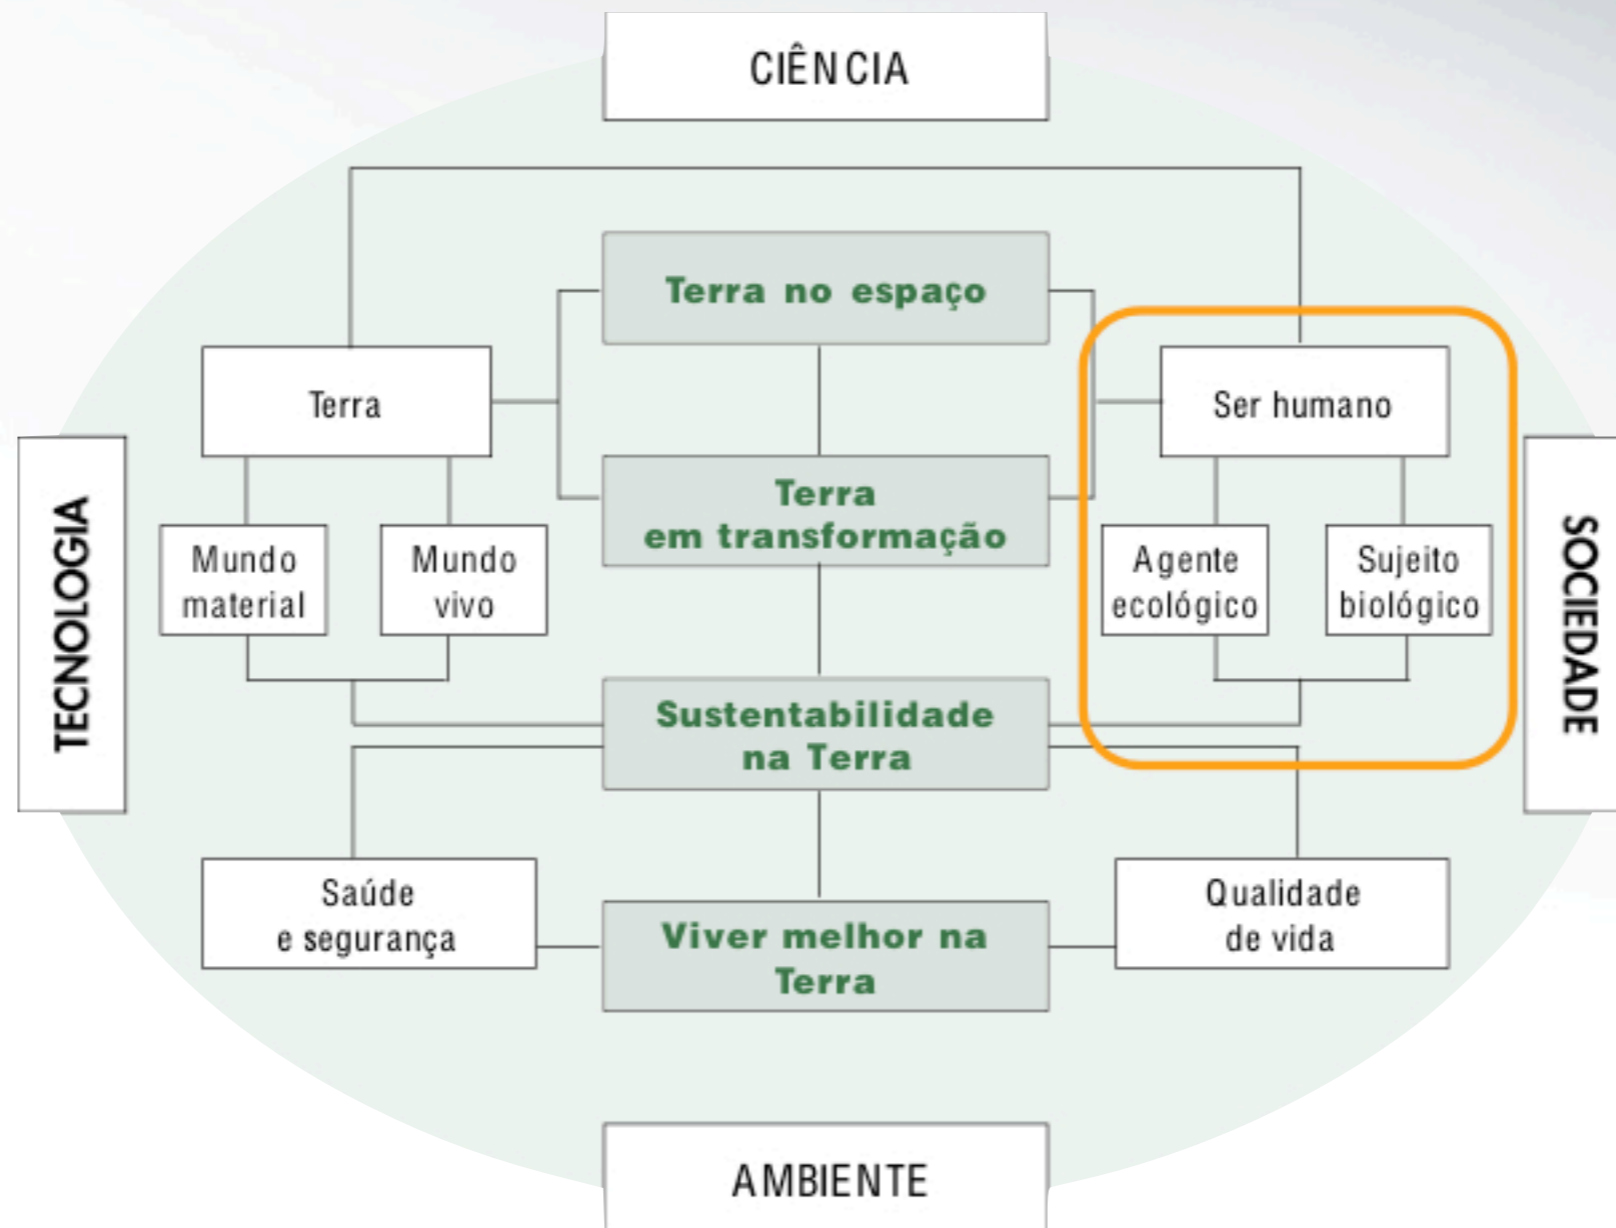 CIÊNCIA
Terra no espaço
Terra
Ser humano
Terra
em transformação
Mundo
material
Mundo
vivo
Agente
ecológico
Sujeito
biológico
TECNOLOGIA
SOCIEDADE
Sustentabilidade
na Terra
Saúde
e segurança
Viver melhor na
Terra
Qualidade
de vida
AMBIENTE